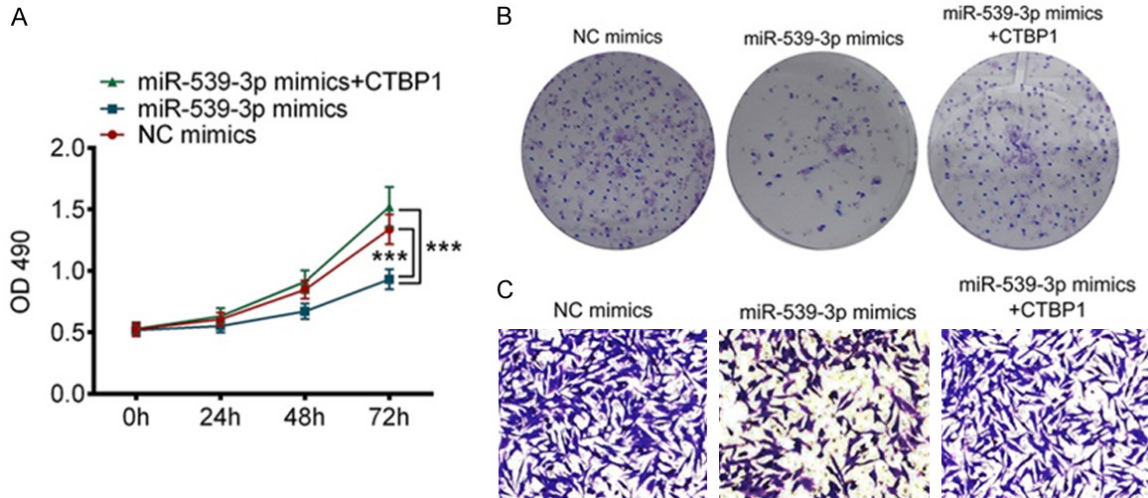 A
miR-539-3p mimics+CTBP1
miR-539-3p mimics
NC mimics
2.0
1.5
1.0
0.5
0.0
OD 490
0h
24h
48h
72h
***
***
B
NC mimics
miR-539-3p mimics
miR-539-3p mimics
+CTBP1
C
NC mimics
miR-539-3p mimics
miR-539-3p mimics
+CTBP1